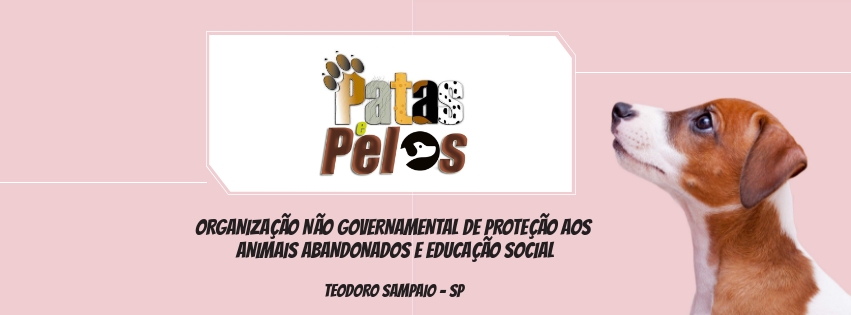 Patas
e
Pelos
ORGANIZAÇÃO NÃO GOVERNAMENTAL DE PROTEÇÃO AOS
ANIMAIS ABANDONADOS E EDUCAÇÃO SOCIAL
TEODORO SAMPAIO - SP